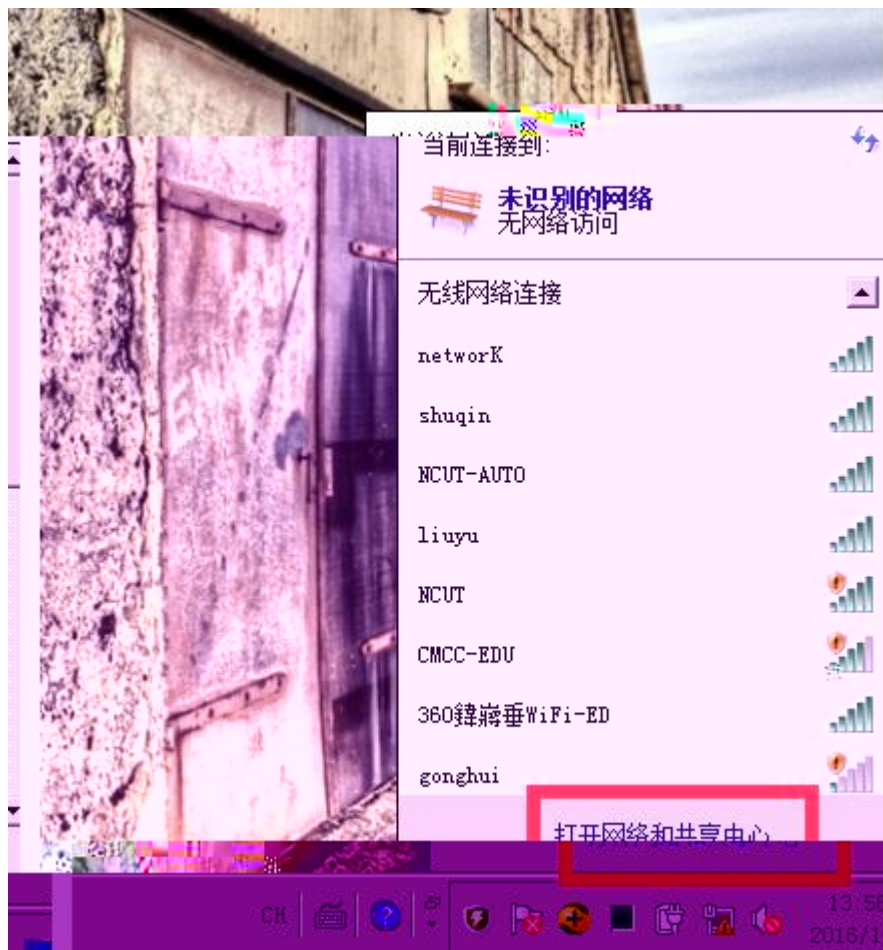 当前连接到:
未识别的网络
无网络访问
无线网络连接
networK
shuqin
NCUT-AUTO
liuyu
NCUT
CMCC-EDU
360鍏嶈垂WiFi-ED
gonghui
打开网络和共享中心
CH
13:56
2016/1